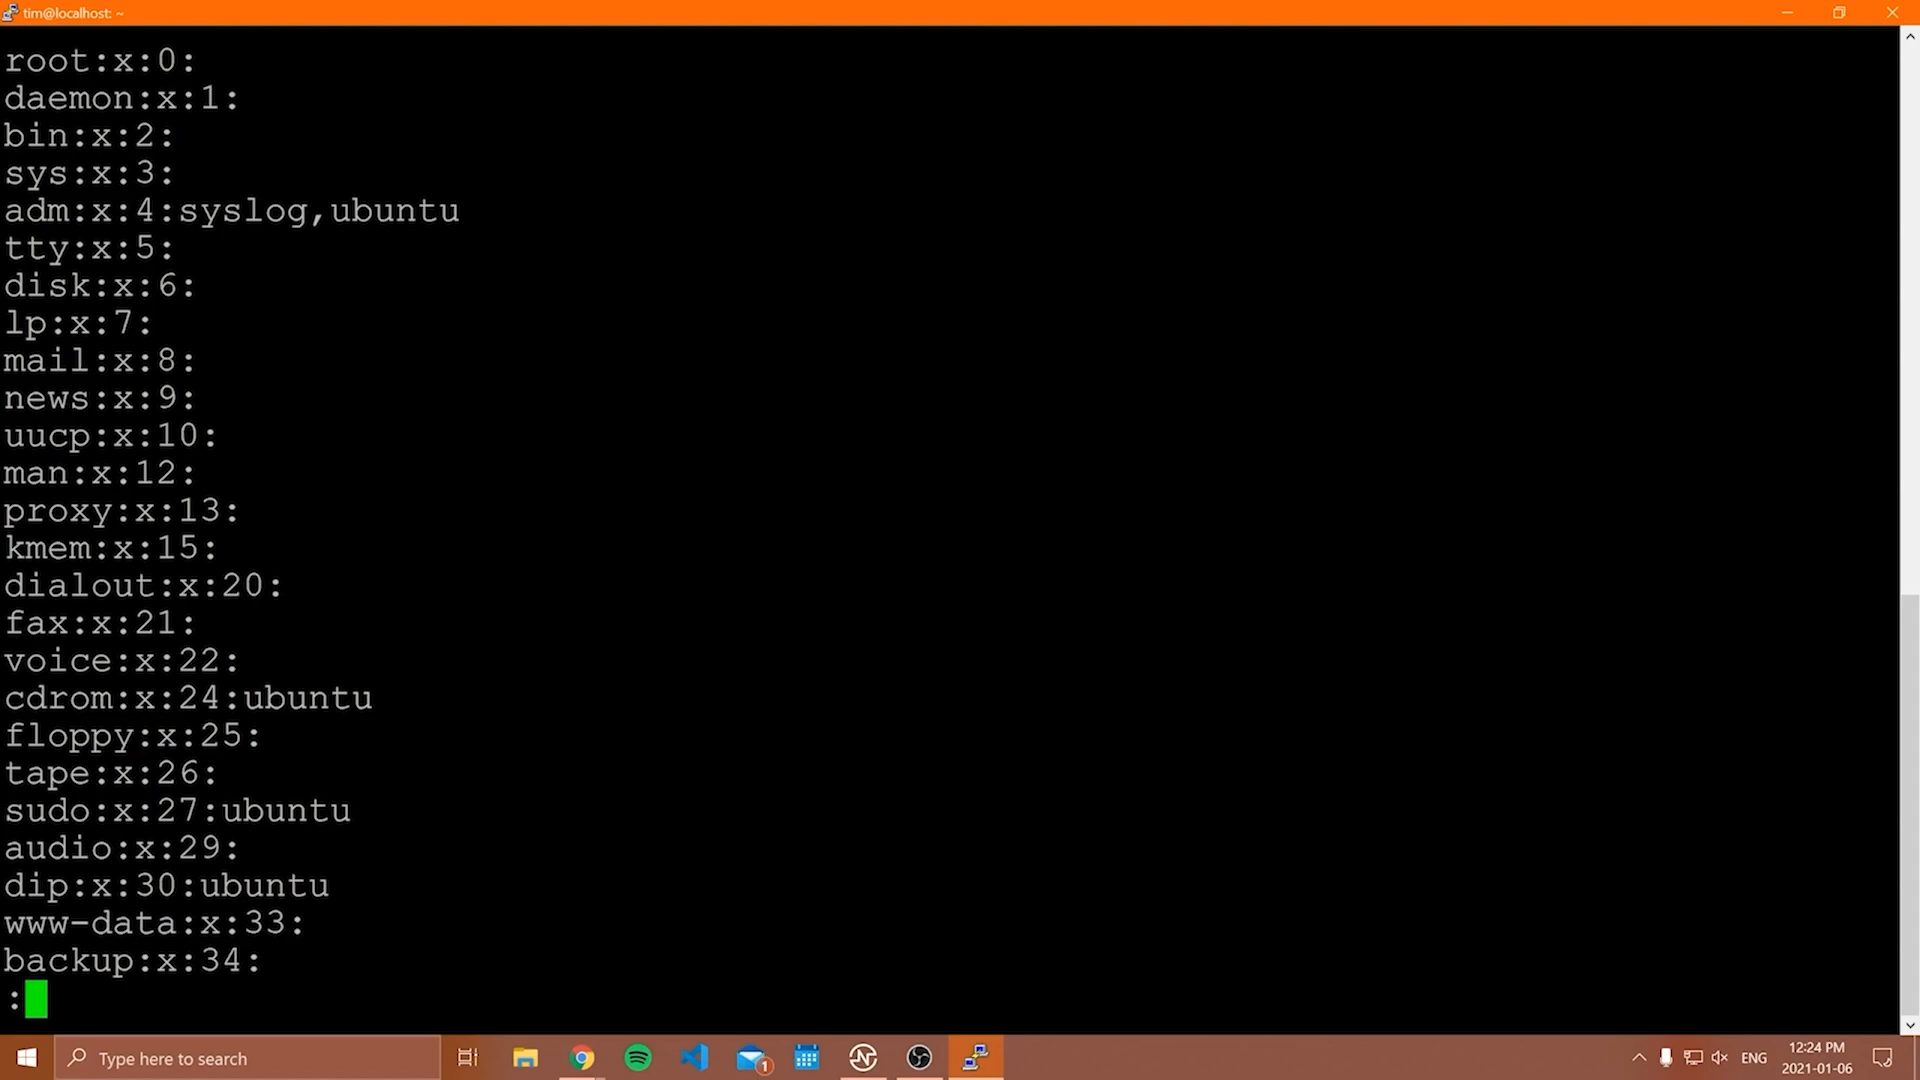 tim@localhost: ~
root:x:0:
daemon:x:1:
bin:x:2:
sys:x:3:
adm:x:4:syslog,ubuntu
tty:x:5:
disk:x:6:
lp:x:7:
mail:x:8:
news:x:9:
uucp:x:10:
man:x:12:
proxy:x:13:
kmem:x:15:
dialout:x:20:
fax:x:21:
voice:x:22:
cdrom:x:24:ubuntu
floppy:x:25:
tape:x:26:
sudo:x:27:ubuntu
audio:x:29:
dip:x:30:ubuntu
www-data:x:33:
backup:x:34:
:
Type here to search
1
ENG
12:24 PM
2021-01-06